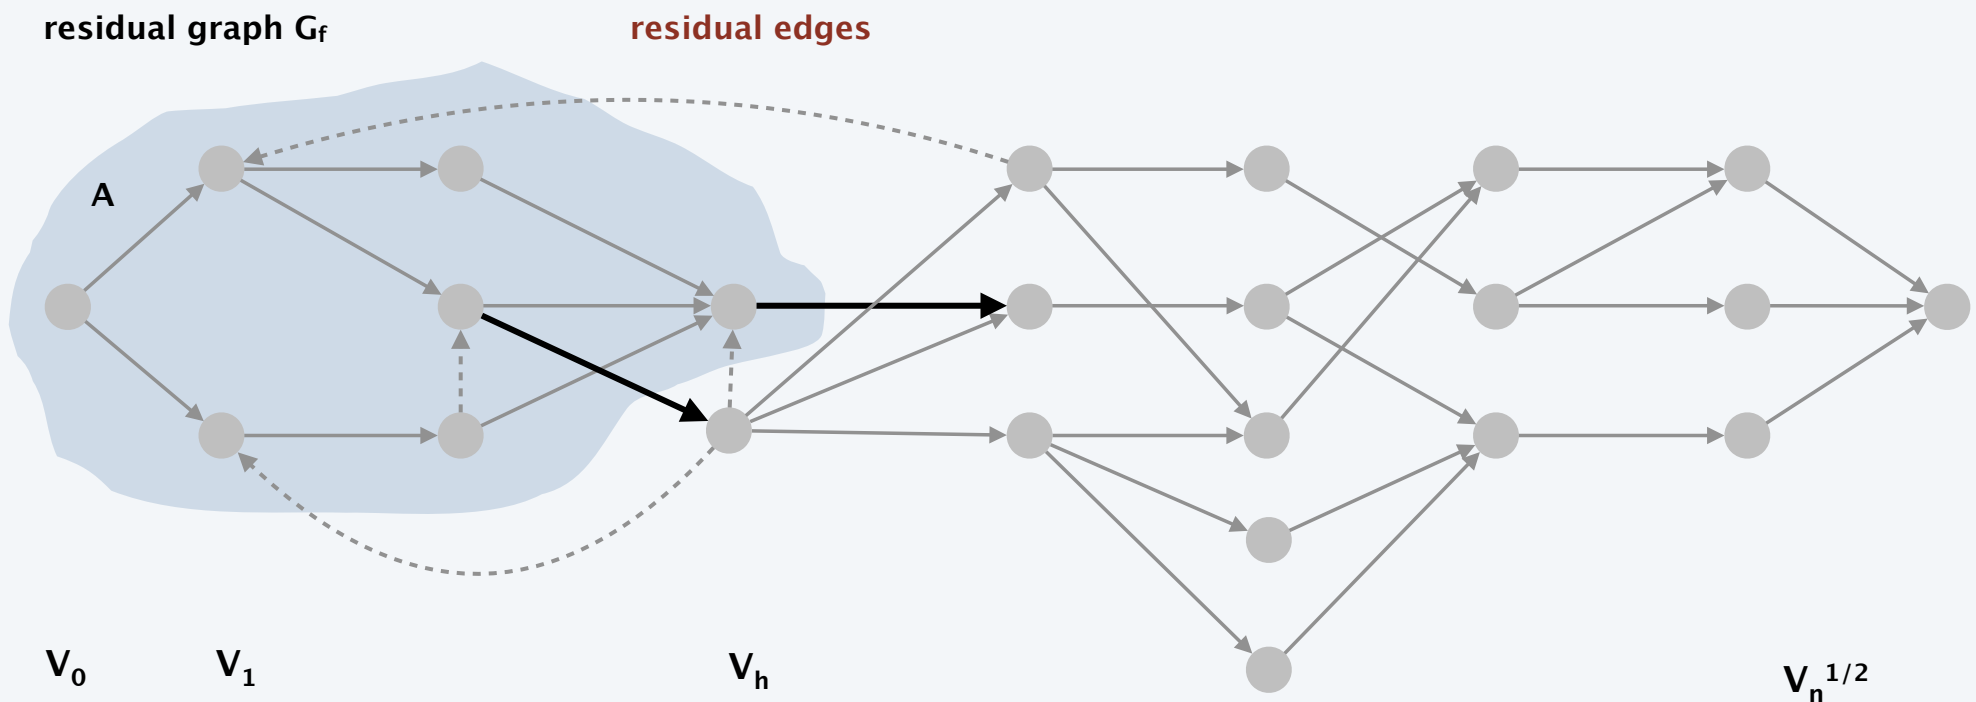 residual graph Gf
residual edges
A
V0
V1
Vh
Vn1/2